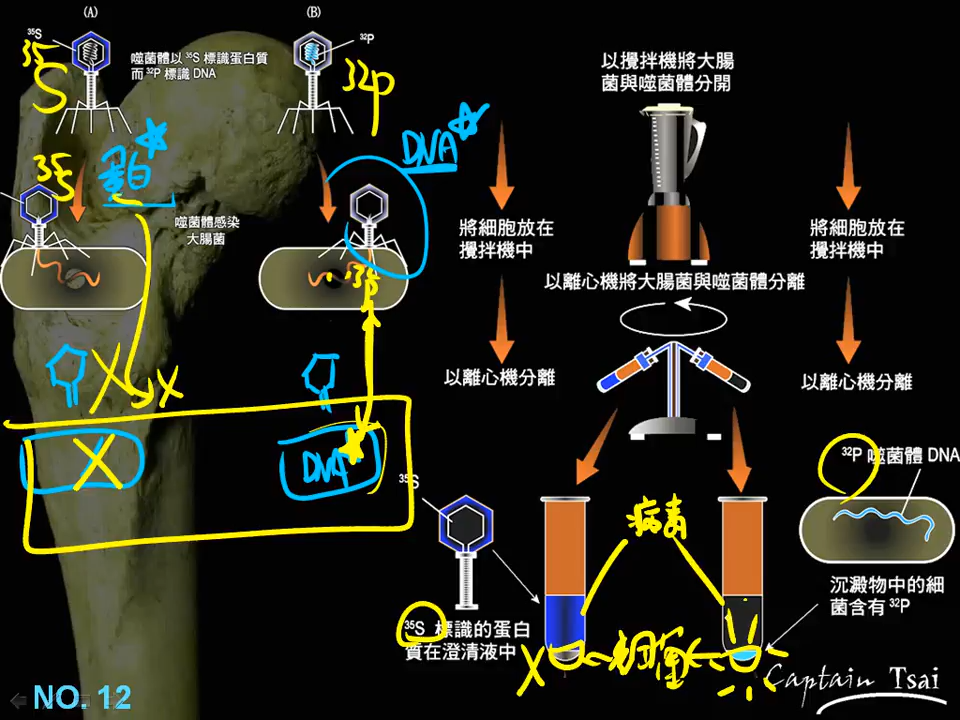 (A)
(B)
³⁵S
³²P
噬菌體以 ³⁵S 標識蛋白質
而 ³²P 標識 DNA
³⁵S
³²P
DNA
蛋白
³⁵S
噬菌體感染
大腸菌
以攪拌機將大腸
菌與噬菌體分開
將細胞放在
攪拌機中
將細胞放在
攪拌機中
以離心機將大腸菌與噬菌體分離
以離心機分離
以離心機分離
DNA
³⁵S
³⁵S 標識的蛋白
質在澄清液中
病毒
細菌
³²P 噬菌體 DNA
沉澱物中的細
菌含有 ³²P
Captain Tsai
NO. 12